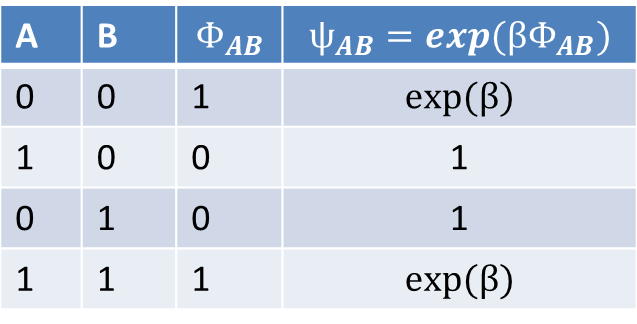 A B Φ_AB ψ_AB = exp(βΦ_AB)
0 0 1 exp(β)
1 0 0 1
0 1 0 1
1 1 1 exp(β)